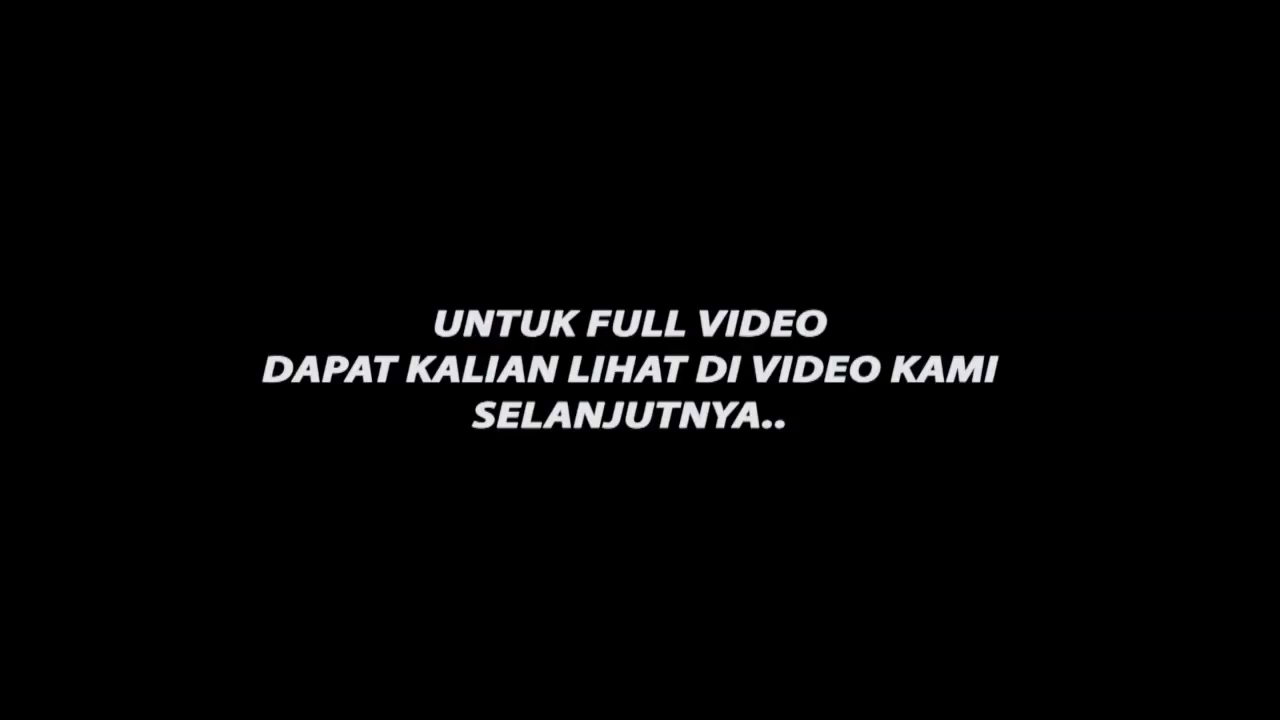 UNTUK FULL VIDEO
DAPAT KALIAN LIHAT DI VIDEO KAMI
SELANJUTNYA..